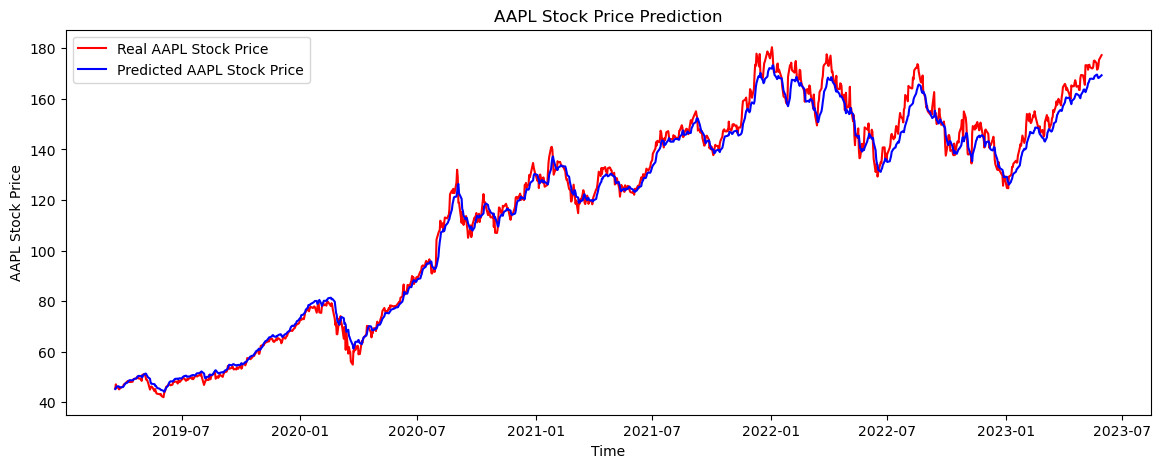 AAPL Stock Price Prediction
Real AAPL Stock Price
Predicted AAPL Stock Price
AAPL Stock Price
180
160
140
120
100
80
60
40
2019-07 2020-01 2020-07 2021-01 2021-07 2022-01 2022-07 2023-01 2023-07
Time